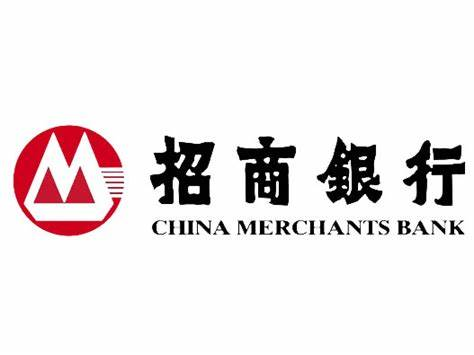 招商銀行
CHINA MERCHANTS BANK